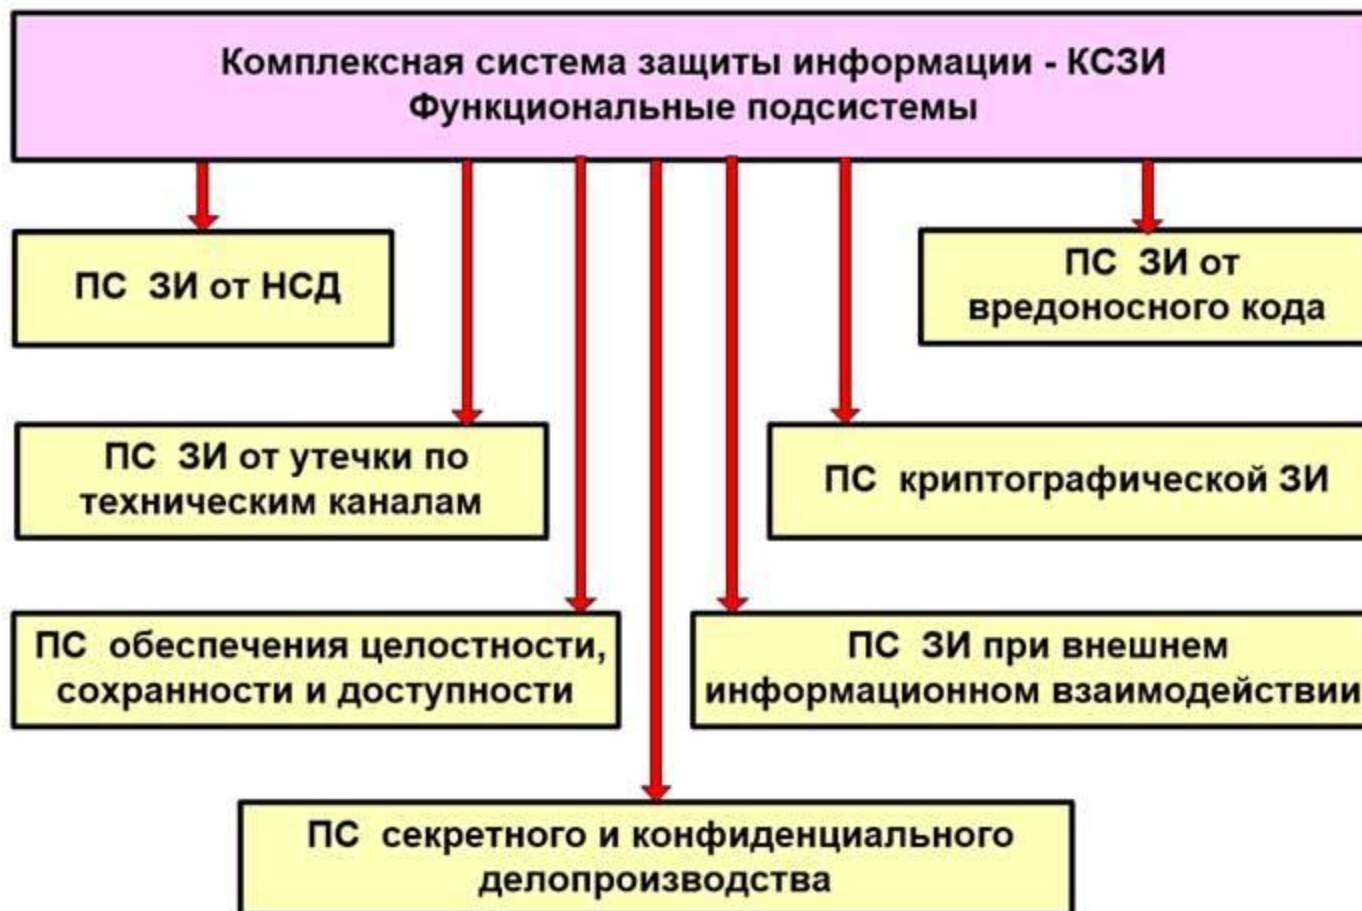 Комплексная система защиты информации - КСЗИ
Функциональные подсистемы
ПС ЗИ от НСД
ПС ЗИ от
вредоносного кода
ПС ЗИ от утечки по
техническим каналам
ПС криптографической ЗИ
ПС обеспечения целостности,
сохранности и доступности
ПС ЗИ при внешнем
информационном взаимодействии
ПС секретного и конфиденциального
делопроизводства